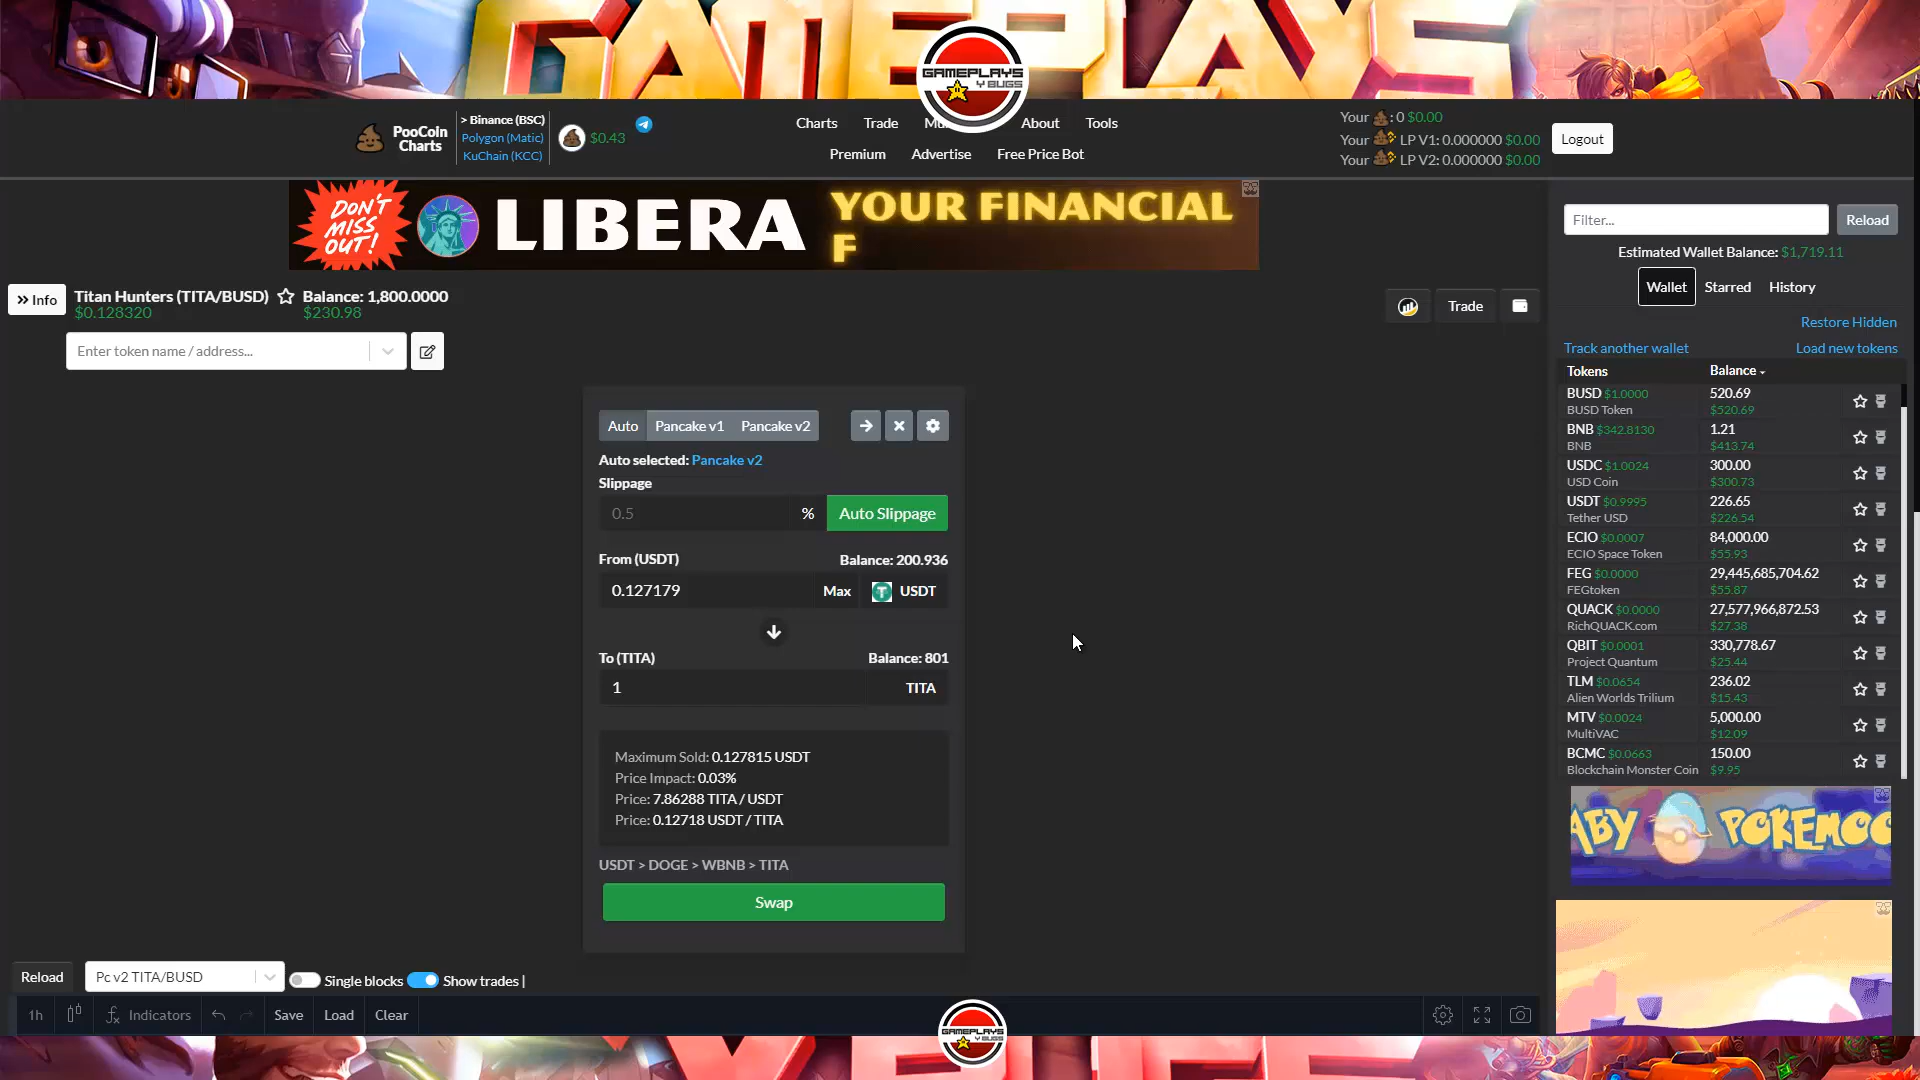 GAMEPLAYS
GAMEPLAYS
Y BUGS
PooCoin
Charts
> Binance (BSC)
Polygon (Matic)
KuChain (KCC)
$0.43
Charts
Trade
About
Tools
Premium
Advertise
Free Price Bot
Your : 0 $0.00
Your LP V1: 0.000000 $0.00
Your LP V2: 0.000000 $0.00
Logout
DON'T
MISS
OUT!
LIBERA
YOUR FINANCIAL
F
Info
Titan Hunters (TITA/BUSD)
Balance: 1,800.0000
$0.128320
$230.98
Enter token name / address...
Trade
Auto
Pancake v1
Pancake v2
Auto selected: Pancake v2
Slippage
0.5
%
Auto Slippage
From (USDT)
Balance: 200.936
0.127179
Max
USDT
To (TITA)
Balance: 801
1
TITA
Maximum Sold: 0.127815 USDT
Price Impact: 0.03%
Price: 7.86288 TITA / USDT
Price: 0.12718 USDT / TITA
USDT > DOGE > WBNB > TITA
Swap
Filter...
Reload
Estimated Wallet Balance: $1,719.11
Wallet
Starred
History
Restore Hidden
Track another wallet
Load new tokens
Tokens
Balance
BUSD $1.0000
520.69
BUSD Token
$520.69
BNB $342.8130
1.21
BNB
$413.74
USDC $1.0024
300.00
USD Coin
$300.73
USDT $0.9995
226.65
Tether USD
$226.54
ECIO $0.0007
84,000.00
ECIO Space Token
$55.93
FEG $0.0000
29,445,685,704.62
FEGtoken
$55.87
QUACK $0.0000
27,577,966,872.53
RichQUACK.com
$27.38
QBIT $0.0001
330,778.67
Project Quantum
$25.44
TLM $0.0654
236.02
Alien Worlds Trilium
$15.43
MTV $0.0024
5,000.00
MultiVAC
$12.09
BCMC $0.0663
150.00
Blockchain Monster Coin
$9.95
ABY POKEMOO
Reload
Pc v2 TITA/BUSD
Single blocks
Show trades |
1h
Indicators
Save
Load
Clear
GAMEPLAYS
Y BUGS